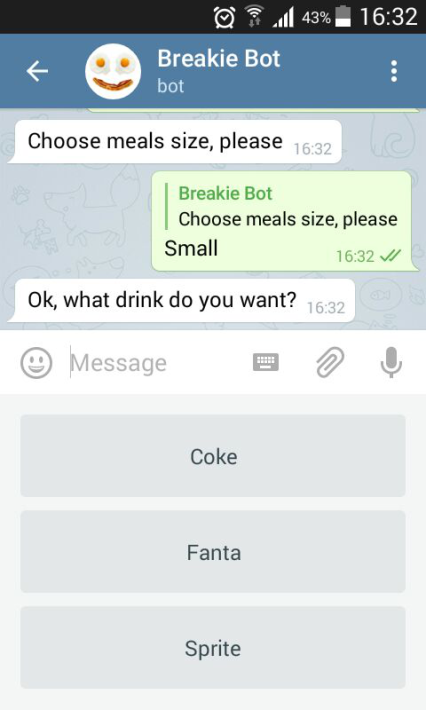 43% 16:32
Breakie Bot
bot
Choose meals size, please 16:32
Breakie Bot
Choose meals size, please
Small
16:32
Ok, what drink do you want? 16:32
Message
Coke
Fanta
Sprite